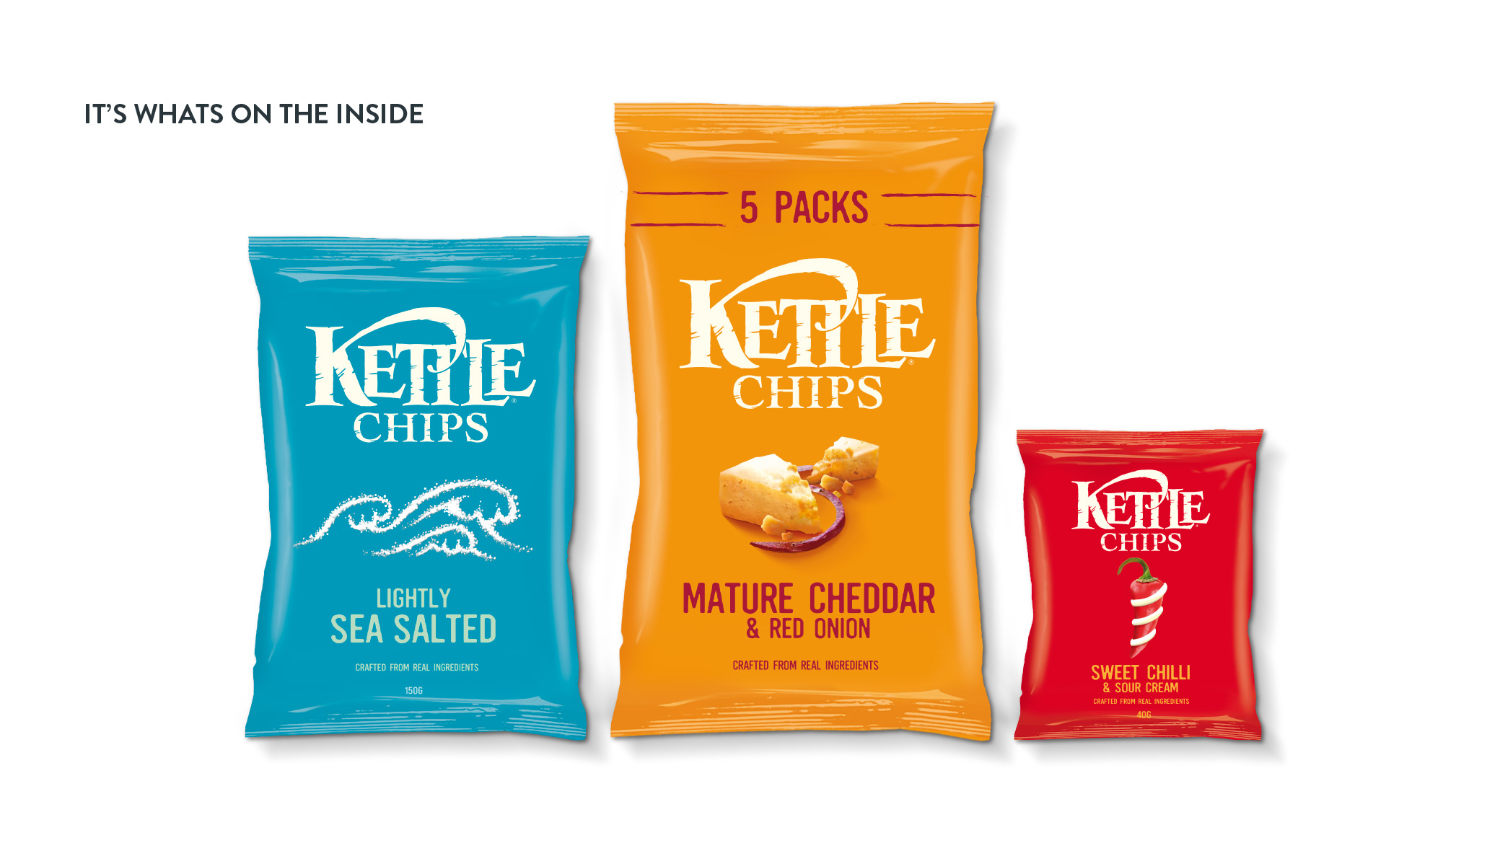 IT'S WHATS ON THE INSIDE
KETTLE
CHIPS
LIGHTLY
SEA SALTED
CRAFTED FROM REAL INGREDIENTS
150G
5 PACKS
KETTLE®
CHIPS
MATURE CHEDDAR
& RED ONION
CRAFTED FROM REAL INGREDIENTS
KETTLE
CHIPS
SWEET CHILLI
& SOUR CREAM
CRAFTED FROM REAL INGREDIENTS
40G